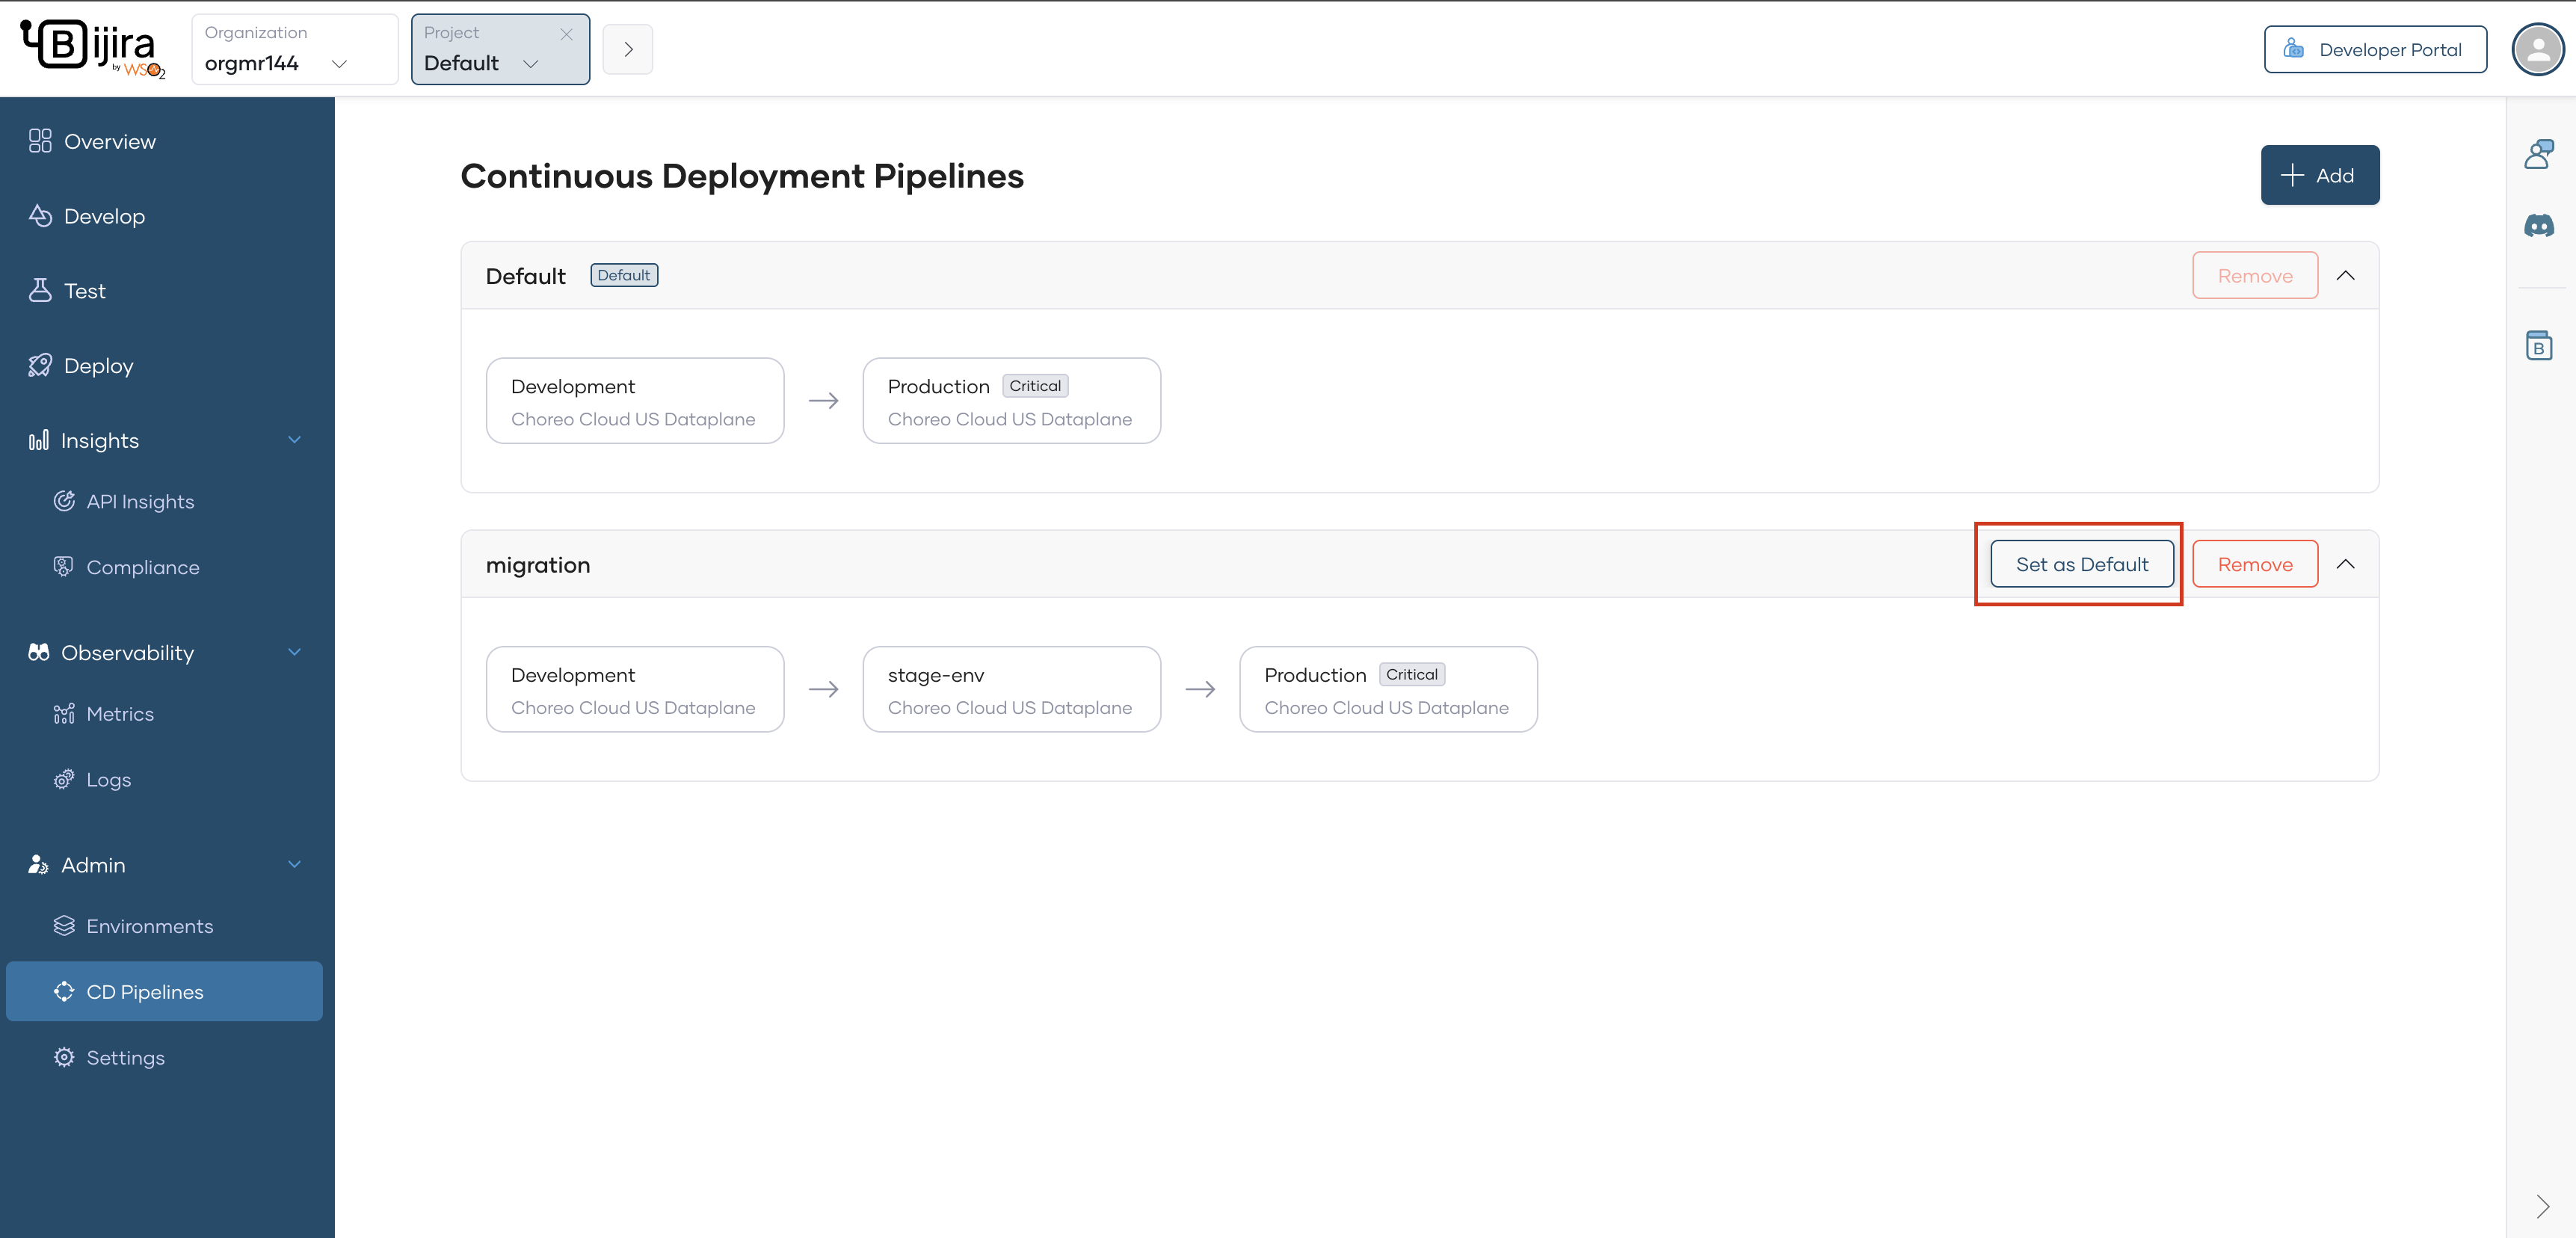 Bijira
by WSO2
Organization
orgmr144
Project
Default
Developer Portal
Overview
Develop
Test
Deploy
Insights
API Insights
Compliance
Observability
Metrics
Logs
Admin
Environments
CD Pipelines
Settings
Continuous Deployment Pipelines
Add
Default Default Remove
Development
Choreo Cloud US Dataplane
Production Critical
Choreo Cloud US Dataplane
migration Set as Default Remove
Development
Choreo Cloud US Dataplane
stage-env
Choreo Cloud US Dataplane
Production Critical
Choreo Cloud US Dataplane
B